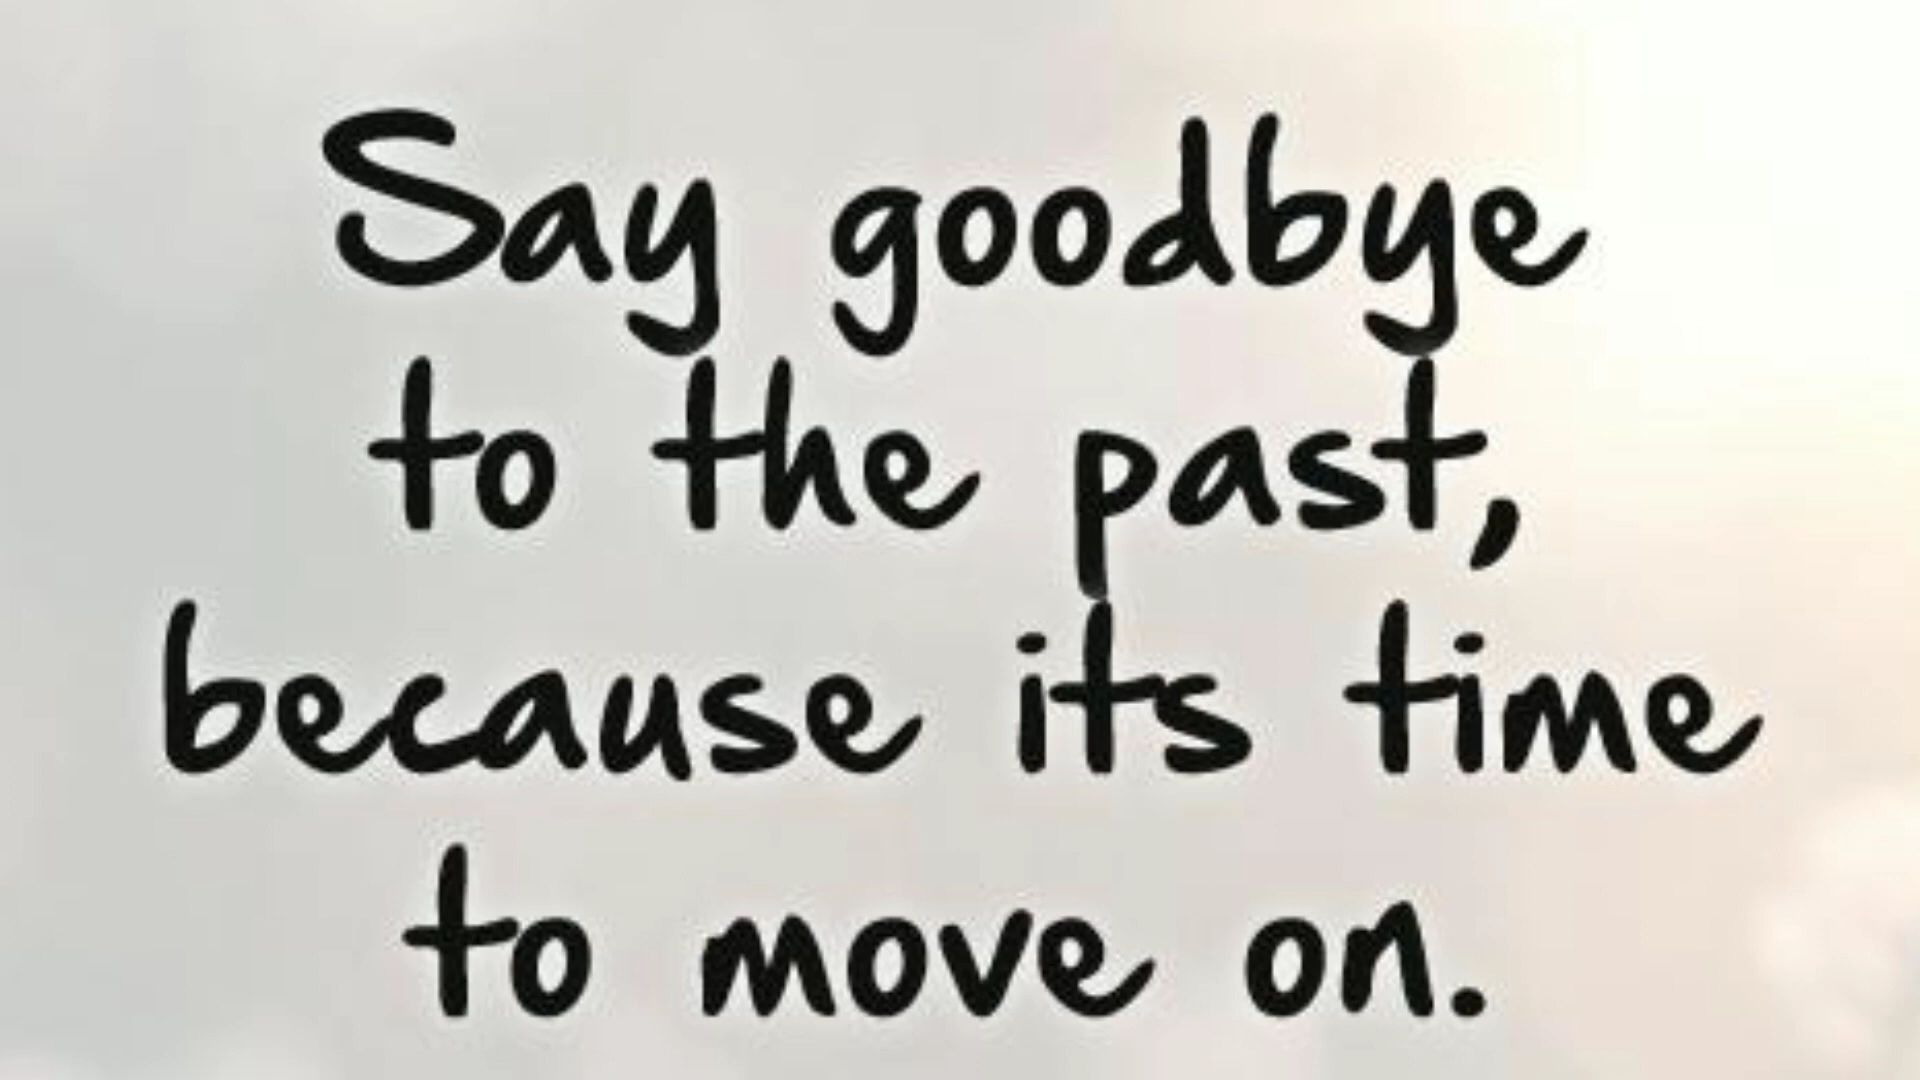 Say goodbye
to the past,
because its time
to move on.